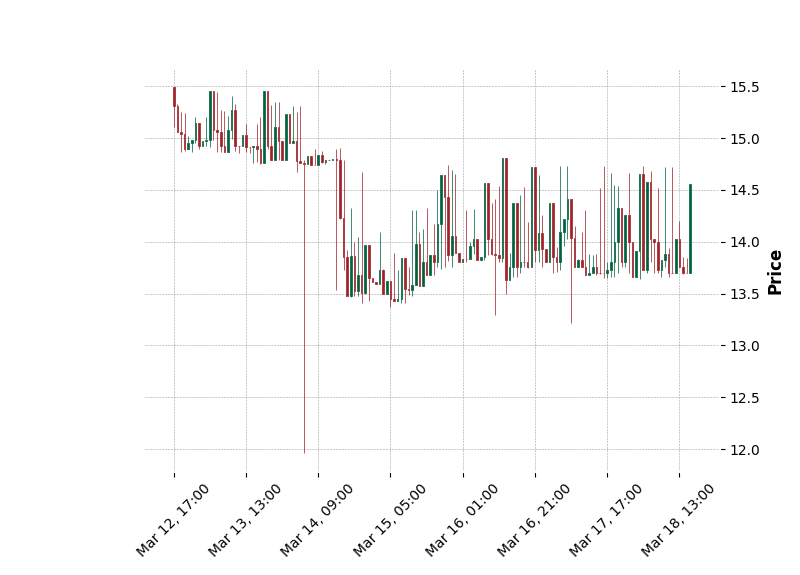 15.5
15.0
14.5
14.0
13.5
13.0
12.5
12.0
Price
Mar 12, 17:00
Mar 13, 13:00
Mar 14, 09:00
Mar 15, 05:00
Mar 16, 01:00
Mar 16, 21:00
Mar 17, 17:00
Mar 18, 13:00